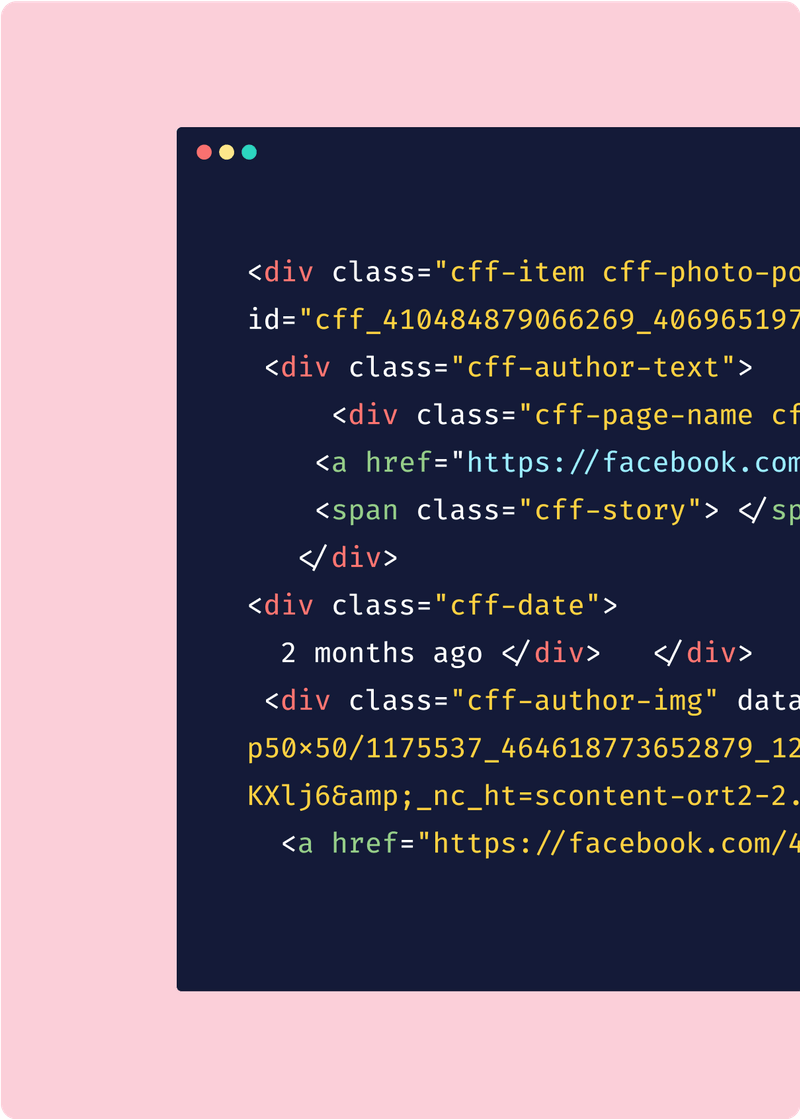 <div class="cff-item cff-photo-po
id="cff_410484879066269_406965197
<div class="cff-author-text">
<div class="cff-page-name cf
<a href="https://facebook.com
<span class="cff-story"> </sp
</div>
<div class="cff-date">
2 months ago </div> </div>
<div class="cff-author-img" data
p50×50/1175537_464618773652879_12
KXlj6&amp;_nc_ht=scontent-ort2-2.
<a href="https://facebook.com/4